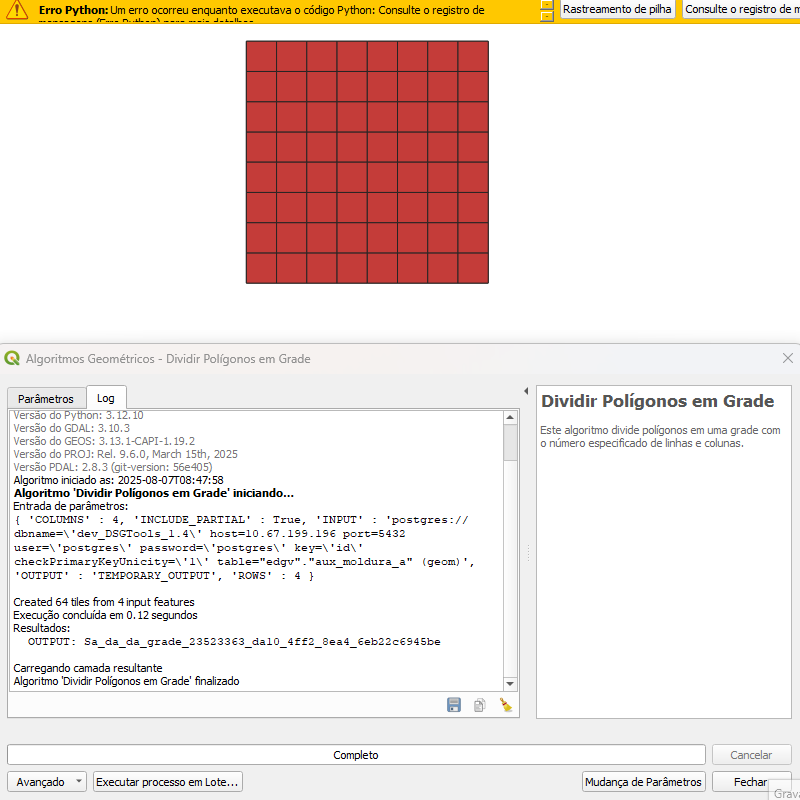 Erro Python: Um erro ocorreu enquanto executava o código Python: Consulte o registro de
mensagens (Erro Python) para mais detalhes
Rastreamento de pilha
Consulte o registro de m
Algoritmos Geométricos - Dividir Polígonos em Grade
Parâmetros
Log
Versão do Python: 3.12.10
Versão do GDAL: 3.10.3
Versão do GEOS: 3.13.1-CAPI-1.19.2
Versão do PROJ: Rel. 9.6.0, March 15th, 2025
Versão PDAL: 2.8.3 (git-version: 56e405)
Algoritmo iniciado as: 2025-08-07T08:47:58
Algoritmo 'Dividir Polígonos em Grade' iniciando…
Entrada de parâmetros:
{ 'COLUMNS' : 4, 'INCLUDE_PARTIAL' : True, 'INPUT' : 'postgres://
dbname=\'dev_DSGTools_1.4\' host=10.67.199.196 port=5432
user=\'postgres\' password=\'postgres\' key=\'id\'
checkPrimaryKeyUnicity=\'1\' table="edgv"."aux_moldura_a" (geom)',
'OUTPUT' : 'TEMPORARY_OUTPUT', 'ROWS' : 4 }
Created 64 tiles from 4 input features
Execução concluída em 0.12 segundos
Resultados:
OUTPUT: Sa_da_da_grade_23523363_da10_4ff2_8ea4_6eb22c6945be
Carregando camada resultante
Algoritmo 'Dividir Polígonos em Grade' finalizado
Dividir Polígonos em Grade
Este algoritmo divide polígonos em uma grade com
o número especificado de linhas e colunas.
Completo
Cancelar
Avançado
Executar processo em Lote…
Mudança de Parâmetros
Fechar
Grava